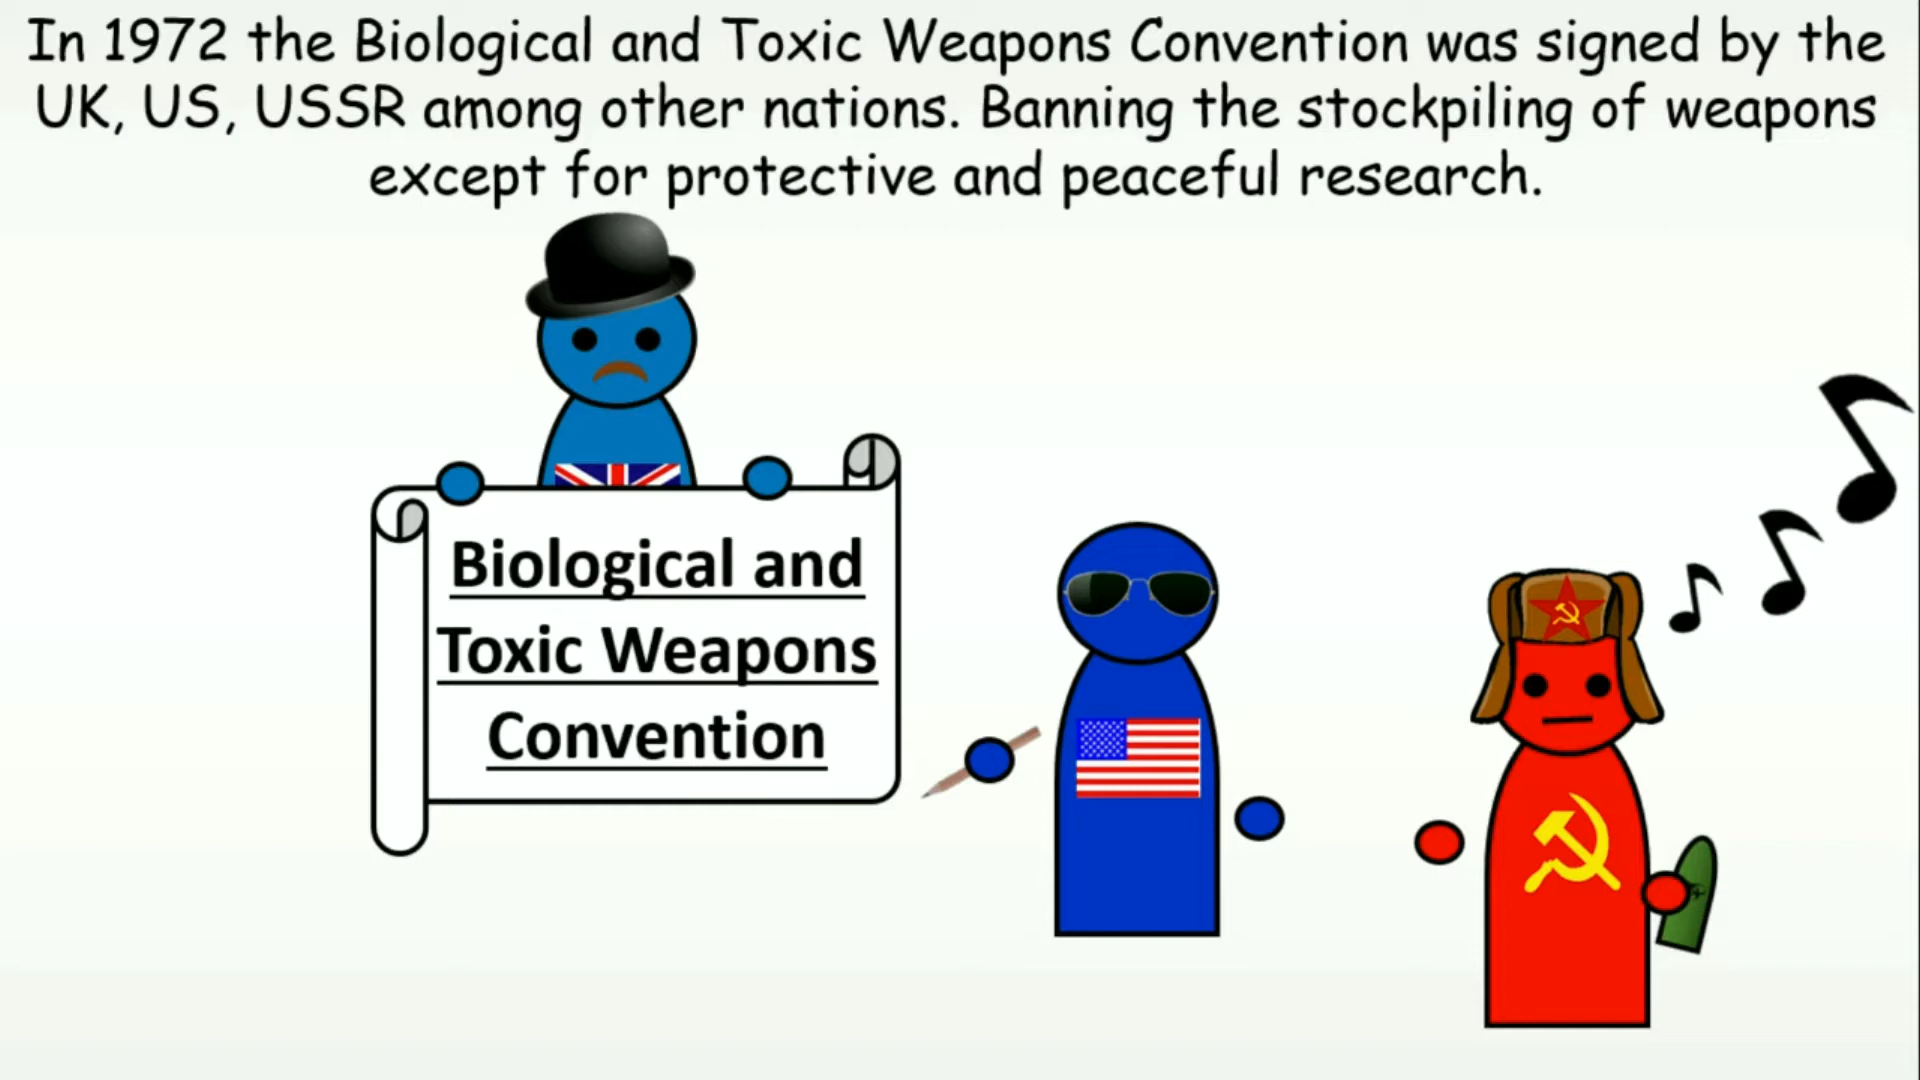 In 1972 the Biological and Toxic Weapons Convention was signed by the
UK, US, USSR among other nations. Banning the stockpiling of weapons
except for protective and peaceful research.
Biological and
Toxic Weapons
Convention